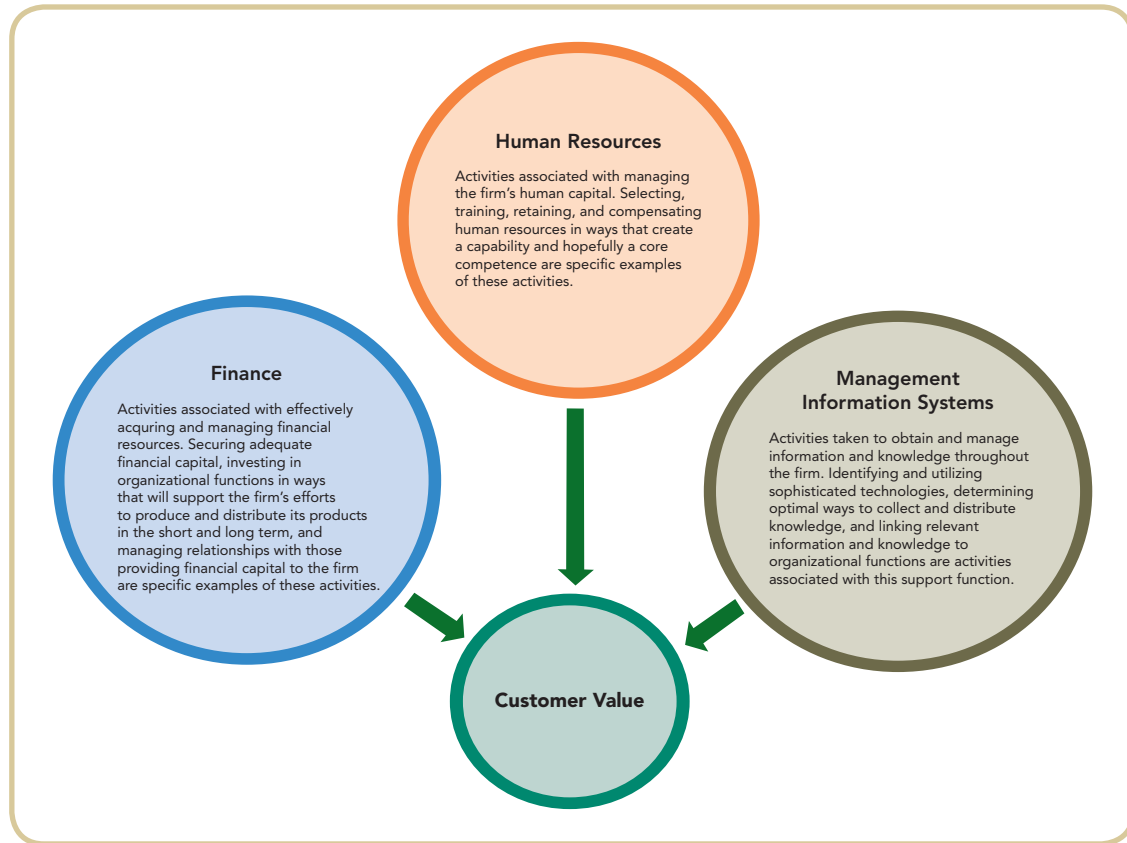 Human Resources
Activities associated with managing
the firm's human capital. Selecting,
training, retaining, and compensating
human resources in ways that create
a capability and hopefully a core
competence are specific examples
of these activities.
Finance
Activities associated with effectively
acquring and managing financial
resources. Securing adequate
financial capital, investing in
organizational functions in ways
that will support the firm's efforts
to produce and distribute its products
in the short and long term, and
managing relationships with those
providing financial capital to the firm
are specific examples of these activities.
Management
Information Systems
Activities taken to obtain and manage
information and knowledge throughout
the firm. Identifying and utilizing
sophisticated technologies, determining
optimal ways to collect and distribute
knowledge, and linking relevant
information and knowledge to
organizational functions are activities
associated with this support function.
Customer Value